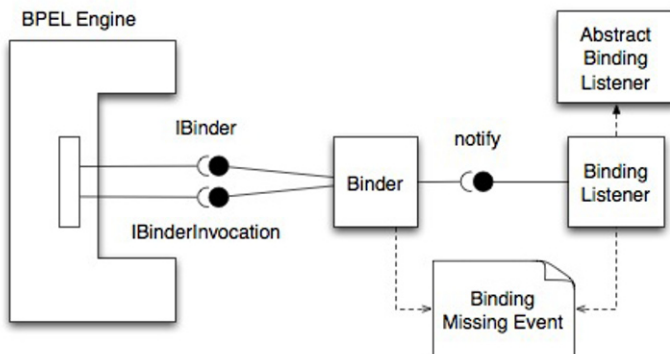 BPEL Engine
Abstract
Binding
Listener
IBinder
notify
Binder
Binding
Listener
IBinderInvocation
Binding
Missing Event